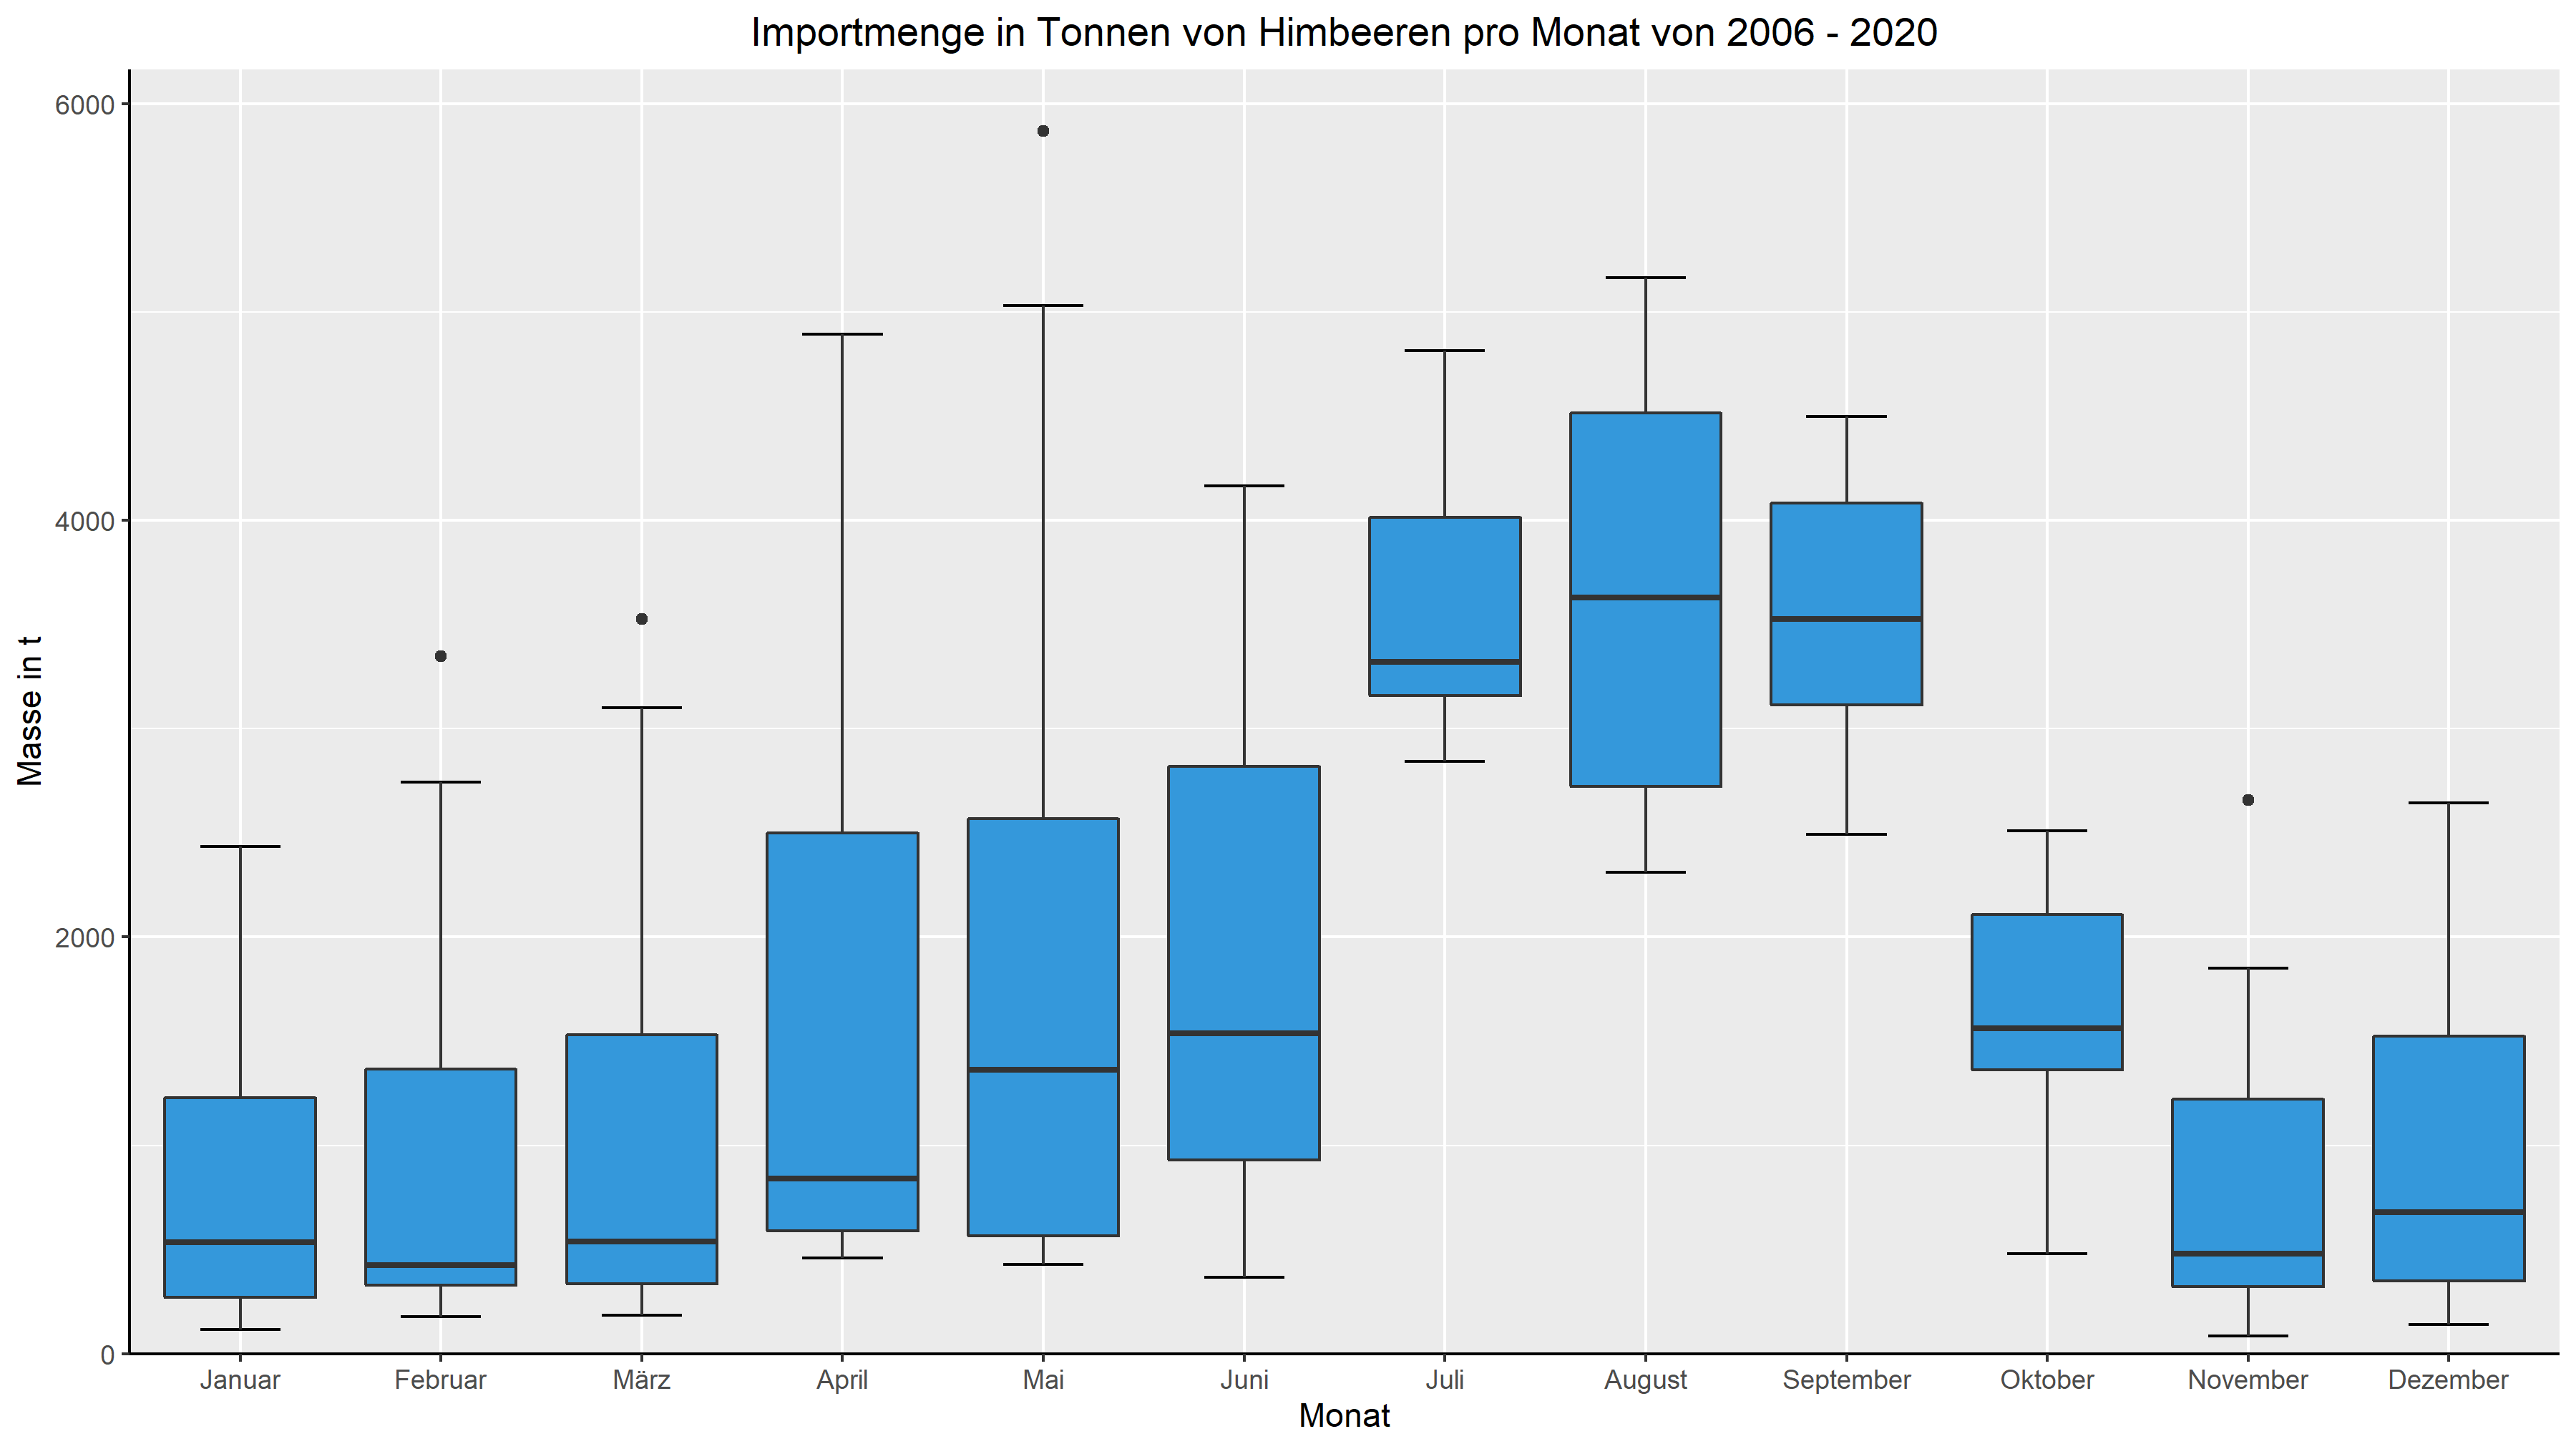 Importmenge in Tonnen von Himbeeren pro Monat von 2006 - 2020
Masse in t
6000
4000
2000
0
Januar Februar März April Mai Juni Juli August September Oktober November Dezember
Monat